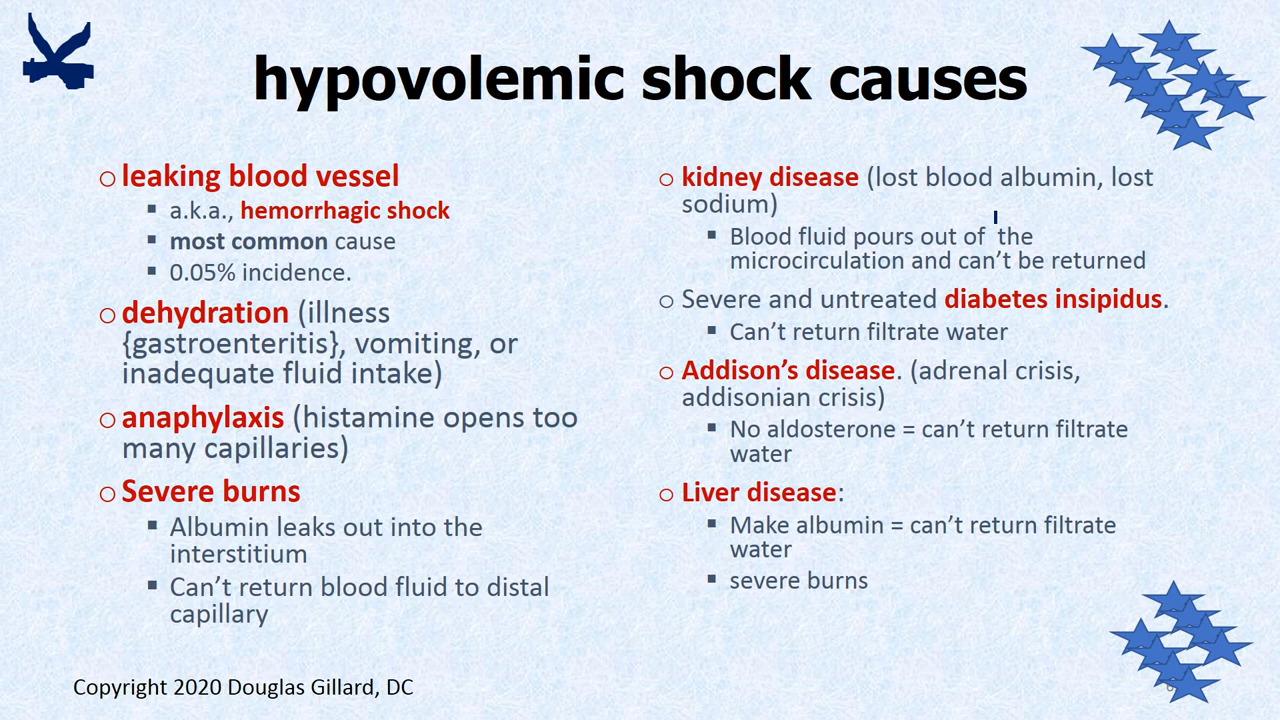 hypovolemic shock causes
leaking blood vessel
a.k.a., hemorrhagic shock
most common cause
0.05% incidence.
dehydration (illness
{gastroenteritis}, vomiting, or
inadequate fluid intake)
anaphylaxis (histamine opens too
many capillaries)
Severe burns
Albumin leaks out into the
interstitium
Can't return blood fluid to distal
capillary
kidney disease (lost blood albumin, lost
sodium)
Blood fluid pours out of the
microcirculation and can't be returned
Severe and untreated diabetes insipidus.
Can't return filtrate water
Addison's disease. (adrenal crisis,
addisonian crisis)
No aldosterone = can't return filtrate
water
Liver disease:
Make albumin = can't return filtrate
water
severe burns
Copyright 2020 Douglas Gillard, DC